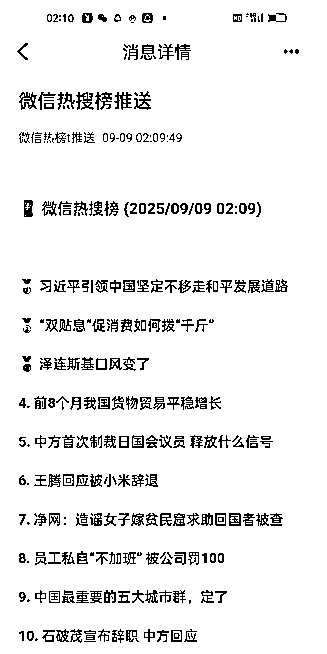 02:10
消息详情
微信热搜榜推送
微信热榜t推送 09-09 02:09:49
微信热搜榜 (2025/09/09 02:09)
习近平引领中国坚定不移走和平发展道路
“双贴息”促消费如何拨“千斤”
泽连斯基口风变了
4. 前8个月我国货物贸易平稳增长
5. 中方首次制裁日国会议员 释放什么信号
6. 王腾回应被小米辞退
7. 净网：造谣女子嫁贫民窟求助回国者被查
8. 员工私自“不加班” 被公司罚100
9. 中国最重要的五大城市群，定了
10. 石破茂宣布辞职 中方回应